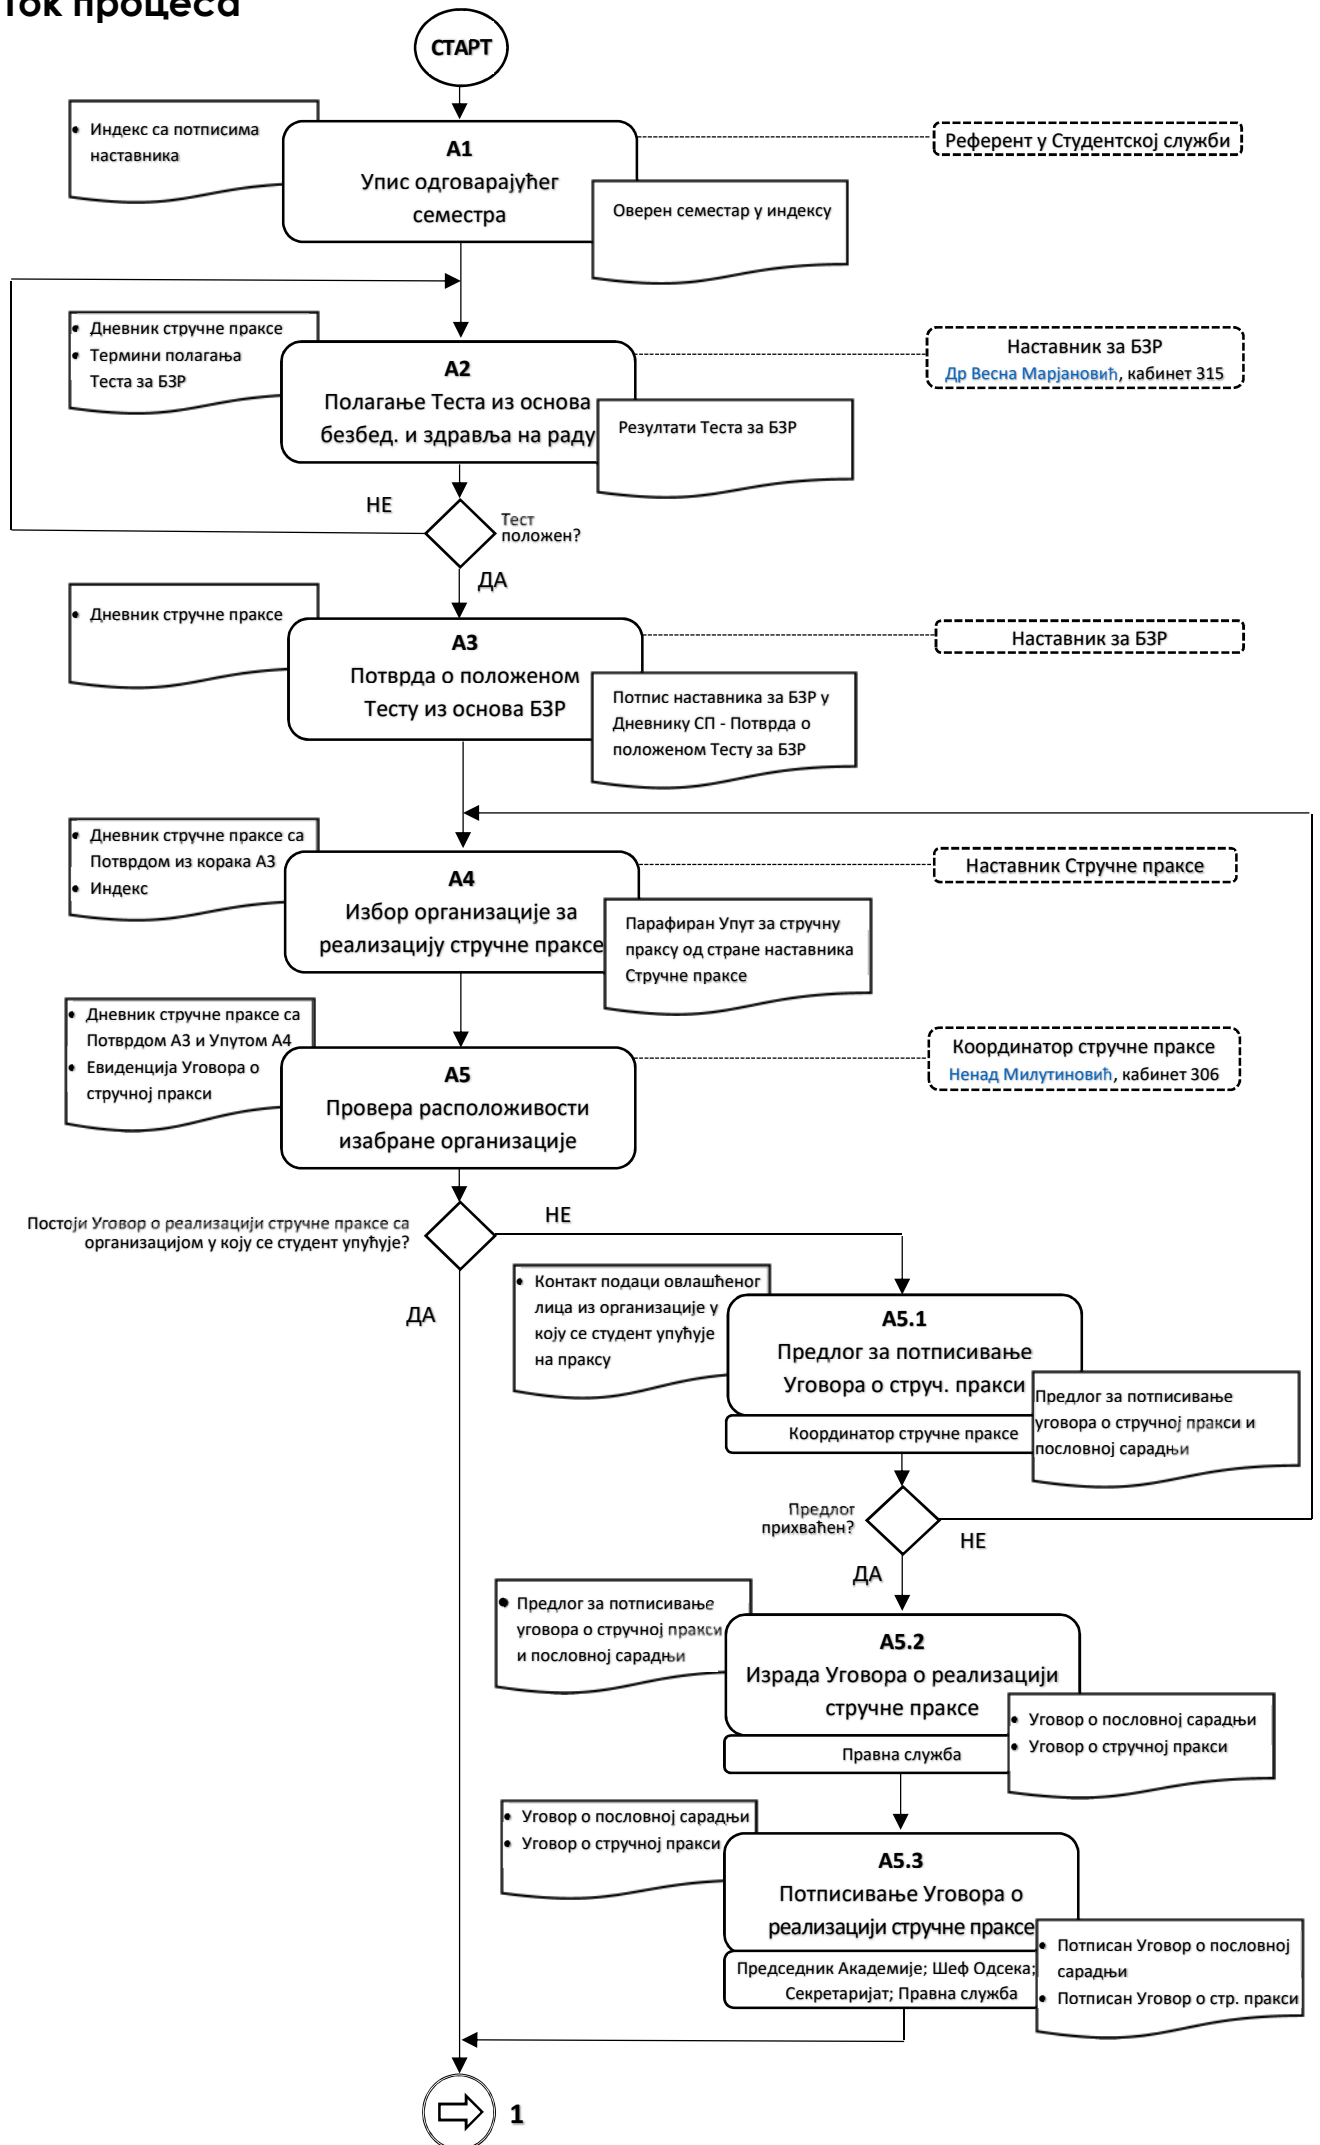 Ток процеса
СТАРТ
• Индекс са потписима
наставника
А1
Упис одговарајућег
семестра
Референт у Студентској служби
Оверен семестар у индексу
• Дневник стручне праксе
• Термини полагања
Теста за БЗР
А2
Полагање Теста из основа
безбед. и здравља на раду
Наставник за БЗР
Др Весна Марјановић, кабинет 315
Резултати Теста за БЗР
НЕ
Тест
положен?
ДА
• Дневник стручне праксе
А3
Потврда о положеном
Тесту из основа БЗР
Наставник за БЗР
Потпис наставника за БЗР у
Дневнику СП - Потврда о
положеном Тесту за БЗР
• Дневник стручне праксе са
Потврдом из корака А3
• Индекс
А4
Избор организације за
реализацију стручне праксе
Наставник Стручне праксе
Парафиран Упут за стручну
праксу од стране наставника
Стручне праксе
• Дневник стручне праксе са
Потврдом А3 и Упутом А4
• Евиденција Уговора о
стручној пракси
А5
Провера расположивости
изабране организације
Координатор стручне праксе
Ненад Милутиновић, кабинет 306
Постоји Уговор о реализацији стручне праксе са
организацијом у коју се студент упућује?
НЕ
ДА
• Контакт подаци овлашћеног
лица из организације у
коју се студент упућује
на праксу
А5.1
Предлог за потписивање
Уговора о струч. пракси
Координатор стручне праксе
Предлог за потписивање
уговора о стручној пракси и
пословној сарадњи
Предлог
прихваћен?
НЕ
ДА
• Предлог за потписивање
уговора о стручној пракси
и пословној сарадњи
А5.2
Израда Уговора о реализацији
стручне праксе
Правна служба
• Уговор о пословној сарадњи
• Уговор о стручној пракси
• Уговор о пословној сарадњи
• Уговор о стручној пракси
А5.3
Потписивање Уговора о
реализацији стручне праксе
Председник Академије; Шеф Одсека;
Секретаријат; Правна служба
• Потписан Уговор о пословној
сарадњи
• Потписан Уговор о стр. пракси
1